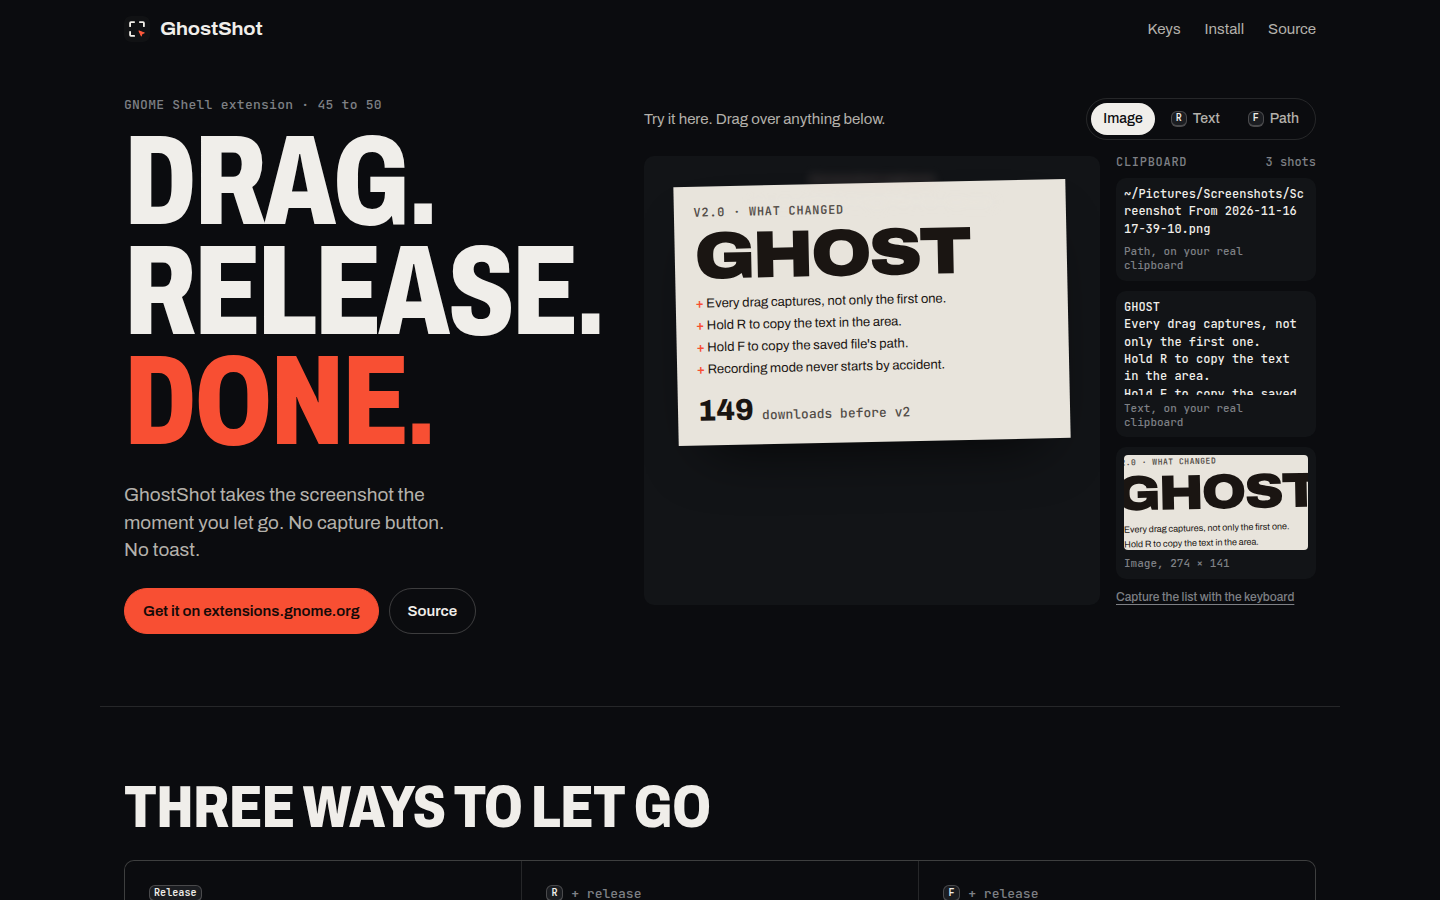 GhostShot
Keys Install Source
GNOME Shell extension · 45 to 50
DRAG.
RELEASE.
DONE.
GhostShot takes the screenshot the
moment you let go. No capture button.
No toast.
Get it on extensions.gnome.org Source
Try it here. Drag over anything below.
Image R Text F Path
V2.0 · WHAT CHANGED
GHOST
+ Every drag captures, not only the first one.
+ Hold R to copy the text in the area.
+ Hold F to copy the saved file's path.
+ Recording mode never starts by accident.
149 downloads before v2
CLIPBOARD 3 shots
~/Pictures/Screenshots/Sc
reenshot From 2026-11-16
17-39-10.png
Path, on your real
clipboard
GHOST
Every drag captures, not
only the first one.
Hold R to copy the text
in the area.
Hold F to copy the saved
Text, on your real
clipboard
2.0 · WHAT CHANGED
GHOST
Every drag captures, not only the first one.
Hold R to copy the text in the area.
Image, 274 × 141
Capture the list with the keyboard
THREE WAYS TO LET GO
Release
R + release
F + release